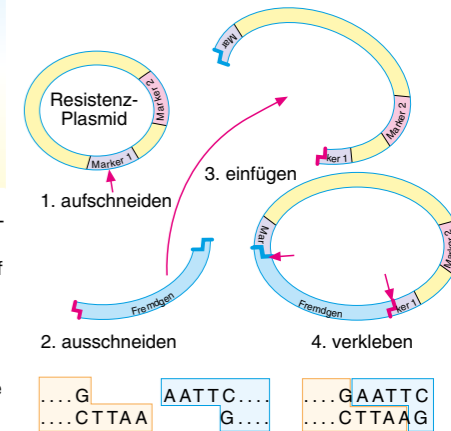 Resistenz-
Plasmid
Marker 2
Marker 1
1. aufschneiden
Mar
Marker 2
ker 1
3. einfügen
Fremdgen
2. ausschneiden
Mar
Marker 2
Fremdgen
ker 1
4. verkleben
-
f
e
....G
....CTTAA
AATTC....
G....
....GAATTC
....CTTAAG